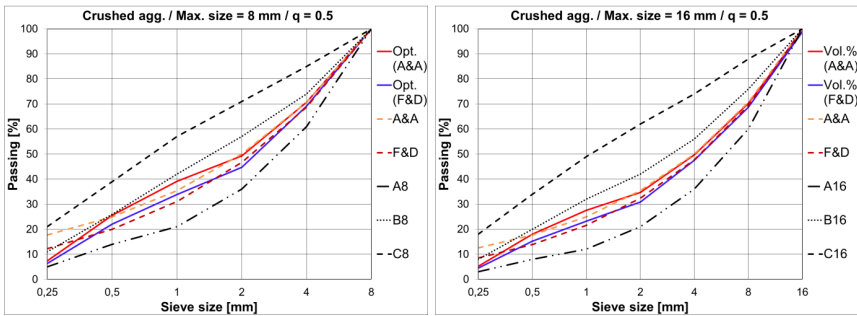 Crushed agg. / Max. size = 8 mm / q = 0.5
Passing [%]
100
90
80
70
60
50
40
30
20
10
0
0,25
0,5
1
2
4
8
Sieve size [mm]
Opt.
(A&A)
Opt.
(F&D)
A&A
F&D
A8
B8
C8
Crushed agg. / Max. size = 16 mm / q = 0.5
Passing [%]
100
90
80
70
60
50
40
30
20
10
0
0,25
0,5
1
2
4
8
16
Sieve size [mm]
Vol.%
(A&A)
Vol.%
(F&D)
A&A
F&D
A16
B16
C16